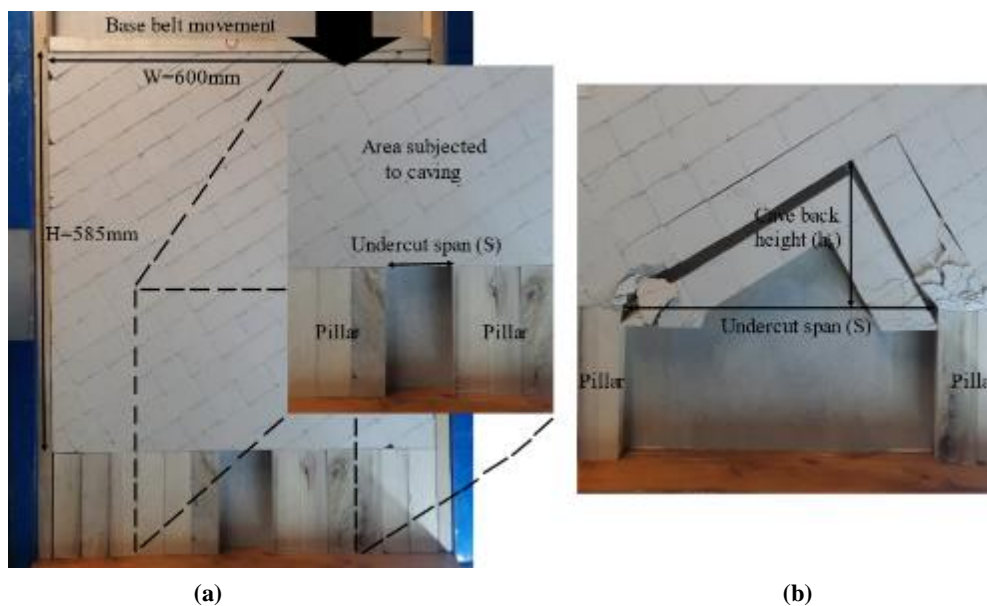 Base belt movement
W=600mm
Area subjected
to caving
H=585mm
Undercut span (S)
Pillar
Pillar
Cave back
height (h)
Undercut span (S)
Pillar
Pilla
(a)
(b)